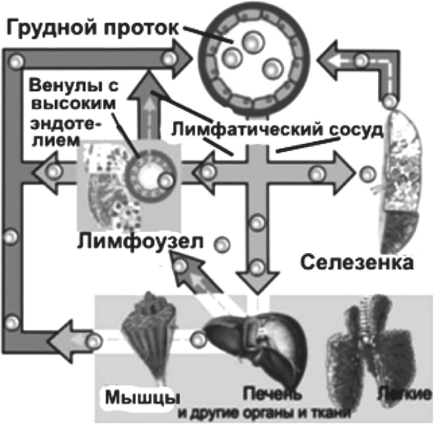 Грудной проток
Венулы с
высоким
эндоте-
лием
Лимфатический сосуд
Лимфоузел
Селезенка
Мышцы
Печень
и другие органы и ткани
Легкие